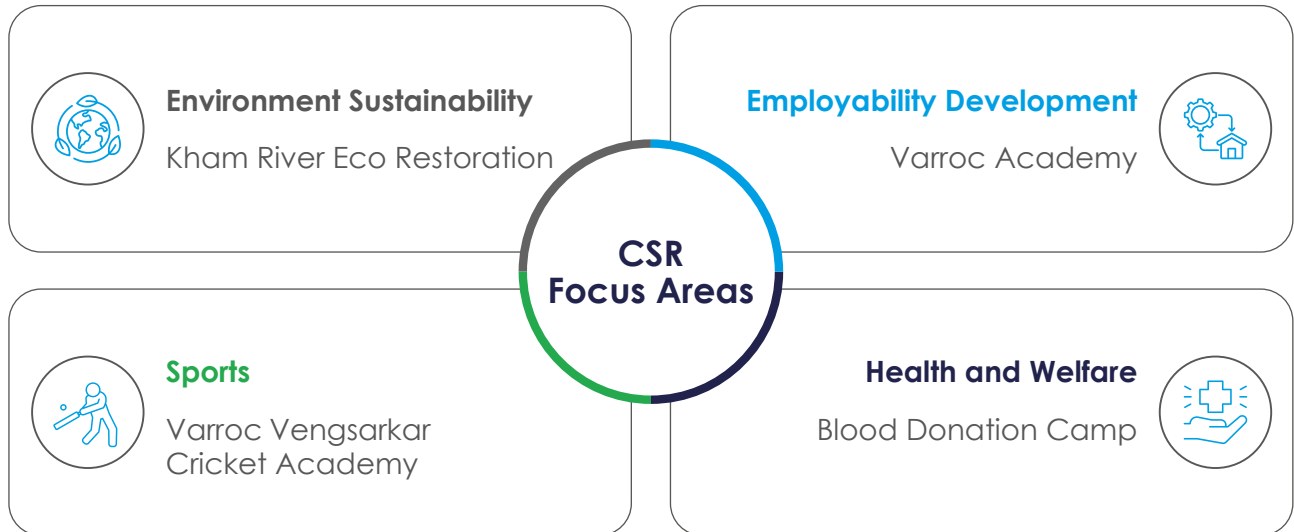 Environment Sustainability
Kham River Eco Restoration
Employability Development
Varroc Academy
CSR
Focus Areas
Sports
Varroc Vengsarkar
Cricket Academy
Health and Welfare
Blood Donation Camp